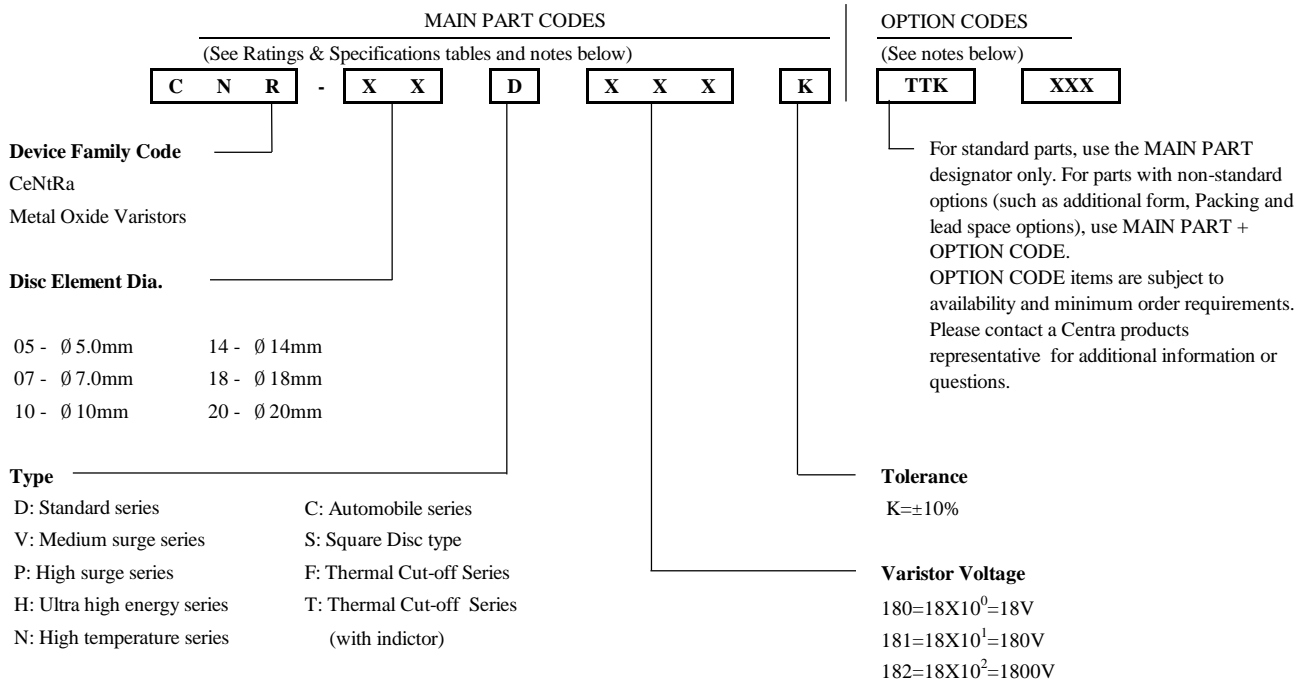 MAIN PART CODES
OPTION CODES
(See Ratings & Specifications tables and notes below)
(See notes below)
C N R - X X D X X X K TTK XXX
Device Family Code
CeNtRa
Metal Oxide Varistors
For standard parts, use the MAIN PART
designator only. For parts with non-standard
options (such as additional form, Packing and
lead space options), use MAIN PART +
OPTION CODE.
OPTION CODE items are subject to
availability and minimum order requirements.
Please contact a Centra products
representative for additional information or
questions.
Disc Element Dia.
05 - Ø 5.0mm 14 - Ø 14mm
07 - Ø 7.0mm 18 - Ø 18mm
10 - Ø 10mm 20 - Ø 20mm
Type
D: Standard series C: Automobile series
V: Medium surge series S: Square Disc type
P: High surge series F: Thermal Cut-off Series
H: Ultra high energy series T: Thermal Cut-off Series
N: High temperature series (with indictor)
Tolerance
K=±10%
Varistor Voltage
180=18X10⁰=18V
181=18X10¹=180V
182=18X10²=1800V